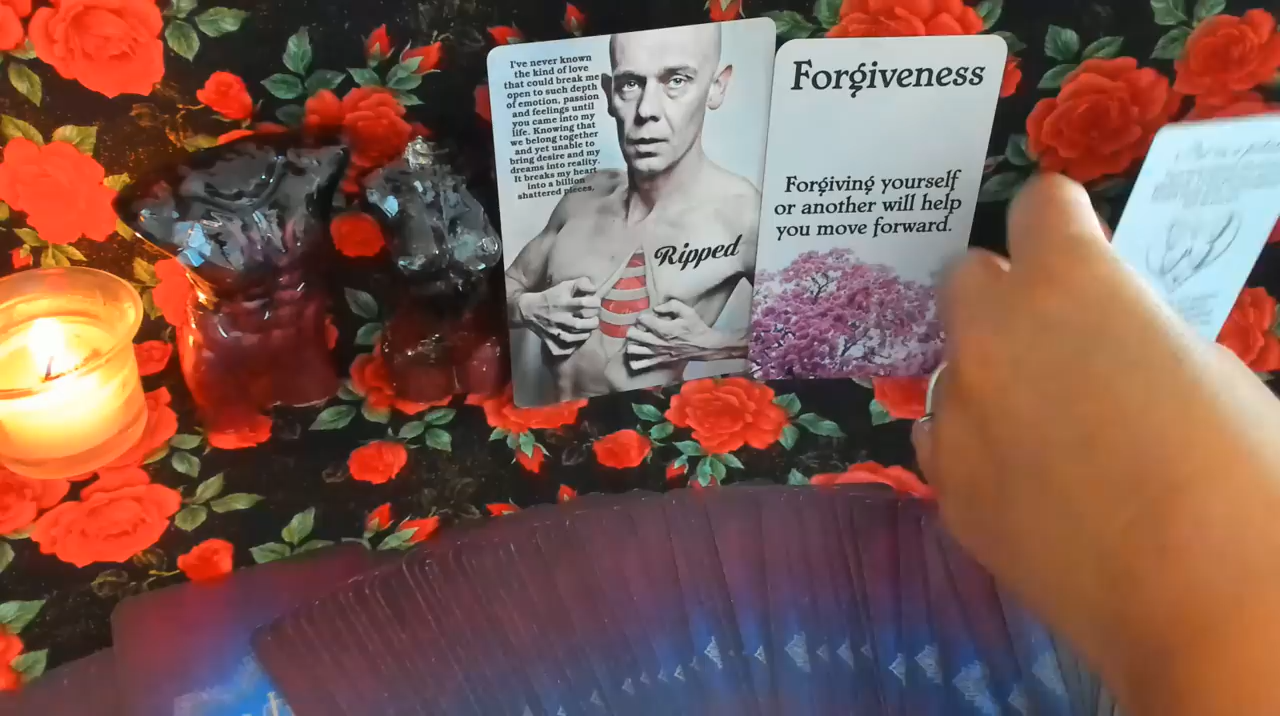 I've never known
the kind of love
that could break me
open to such depth
of emotion, passion
and feelings until
you came into my
life. Knowing that
we belong together
and yet unable to
bring desire and my
dreams into reality.
It breaks my heart
into a billion
shattered pieces.
Ripped
Forgiveness
Forgiving yourself
or another will help
you move forward.